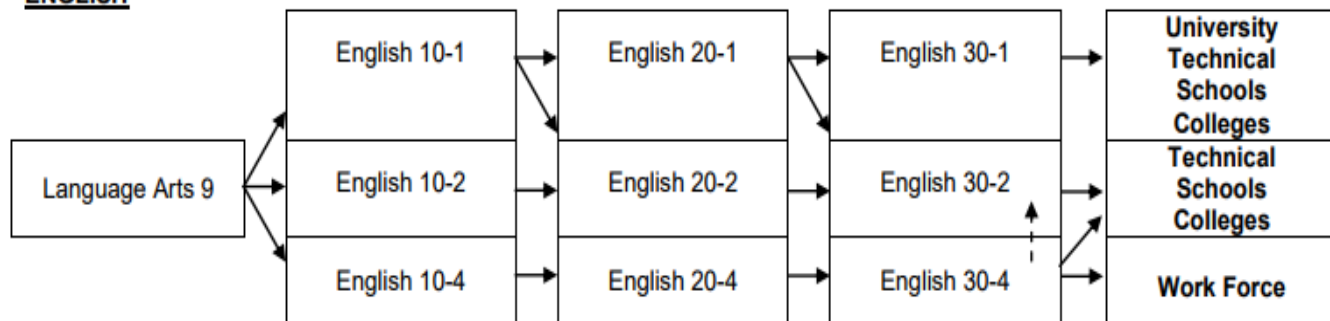 ENGLISH
English 10-1
English 20-1
English 30-1
University
Technical
Schools
Colleges
Language Arts 9
English 10-2
English 20-2
English 30-2
Technical
Schools
Colleges
English 10-4
English 20-4
English 30-4
Work Force